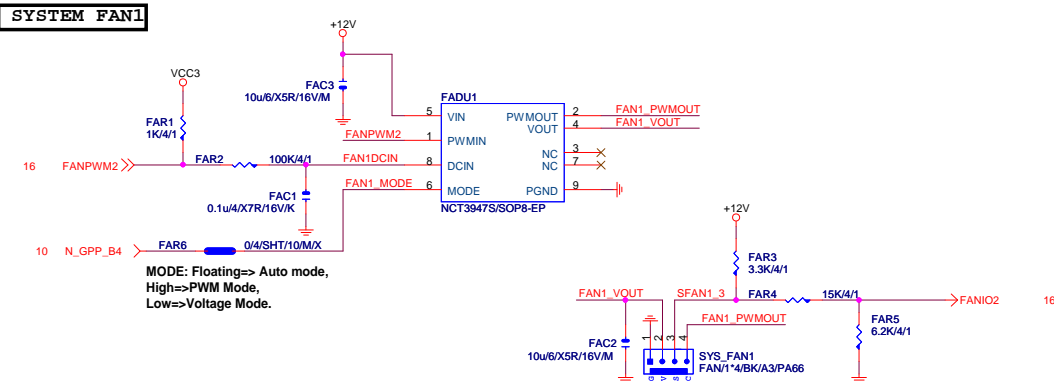 SYSTEM FAN1
+12V
VCC3
FAC3
10u/6/X5R/16V/M
FADU1
FAR1
1K/4/1
5 VIN PWMOUT 2 FAN1_PWMOUT
VOUT 4 FAN1_VOUT
FANPWM2 1 PWMIN
NC 3
16 FANPWM2 FAR2 100K/4/1 FAN1DCIN 8 DCIN NC 7
FAN1_MODE 6 MODE PGND 9
FAC1
0.1u/4/X7R/16V/K
NCT3947S/SOP8-EP
+12V
10 N_GPP_B4 FAR6 0/4/SHT/10/M/X
MODE: Floating=> Auto mode,
High=>PWM Mode,
Low=>Voltage Mode.
FAR3
3.3K/4/1
FAN1_VOUT SFAN1_3 FAR4 15K/4/1 FANIO2 16
FAN1_PWMOUT
FAR5
6.2K/4/1
FAC2
10u/6/X5R/16V/M
1 2 3 4
SYS_FAN1
FAN/1*4/BK/A3/PA66
G V S C